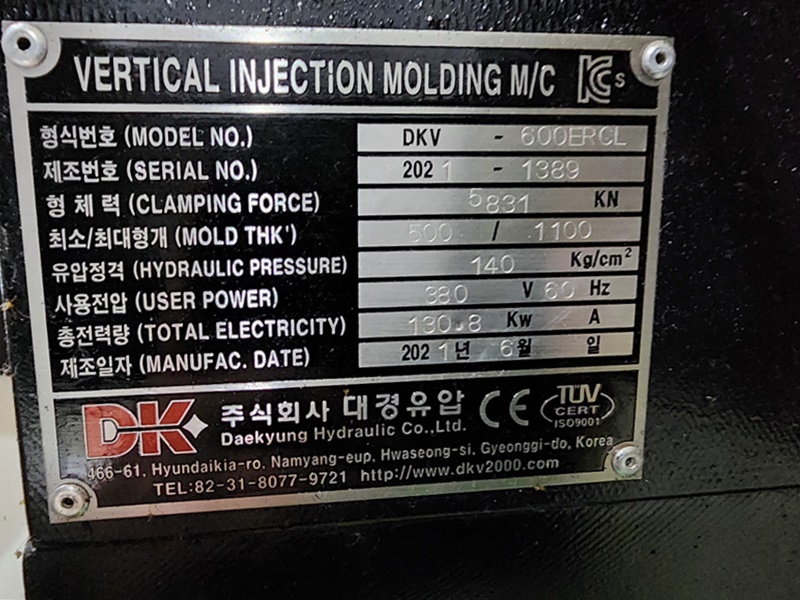 VERTICAL INJECTION MOLDING M/C KCs
형식번호 (MODEL NO.) DKV - 600ERCL
제조번호 (SERIAL NO.) 2021 - 1389
형 체 력 (CLAMPING FORCE) 5831 KN
최소/최대형개 (MOLD THK') 500 / 1100
유압정격 (HYDRAULIC PRESSURE) 140 Kg/cm²
사용전압 (USER POWER) 380 V 60 Hz
총전력량 (TOTAL ELECTRICITY) 130.8 Kw A
제조일자 (MANUFAC. DATE) 2021년 6월 일
DK 주식회사 대경유압 CE TÜV CERT ISO9001
Daekyung Hydraulic Co.,Ltd.
466-61, Hyundaikia-ro, Namyang-eup, Hwaseong-si, Gyeonggi-do, Korea
TEL:82-31-8077-9721 http://www.dkv2000.com